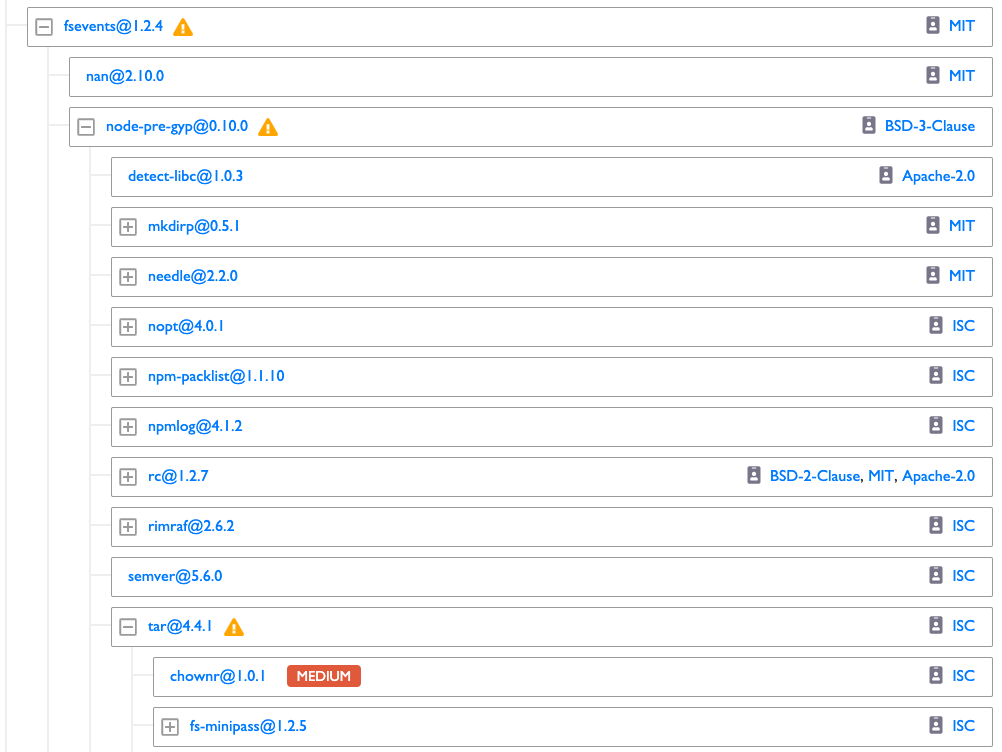 fsevents@1.2.4 MIT
nan@2.10.0 MIT
node-pre-gyp@0.10.0 BSD-3-Clause
detect-libc@1.0.3 Apache-2.0
mkdirp@0.5.1 MIT
needle@2.2.0 MIT
nopt@4.0.1 ISC
npm-packlist@1.1.10 ISC
npmlog@4.1.2 ISC
rc@1.2.7 BSD-2-Clause, MIT, Apache-2.0
rimraf@2.6.2 ISC
semver@5.6.0 ISC
tar@4.4.1 ISC
chownr@1.0.1 MEDIUM ISC
fs-minipass@1.2.5 ISC